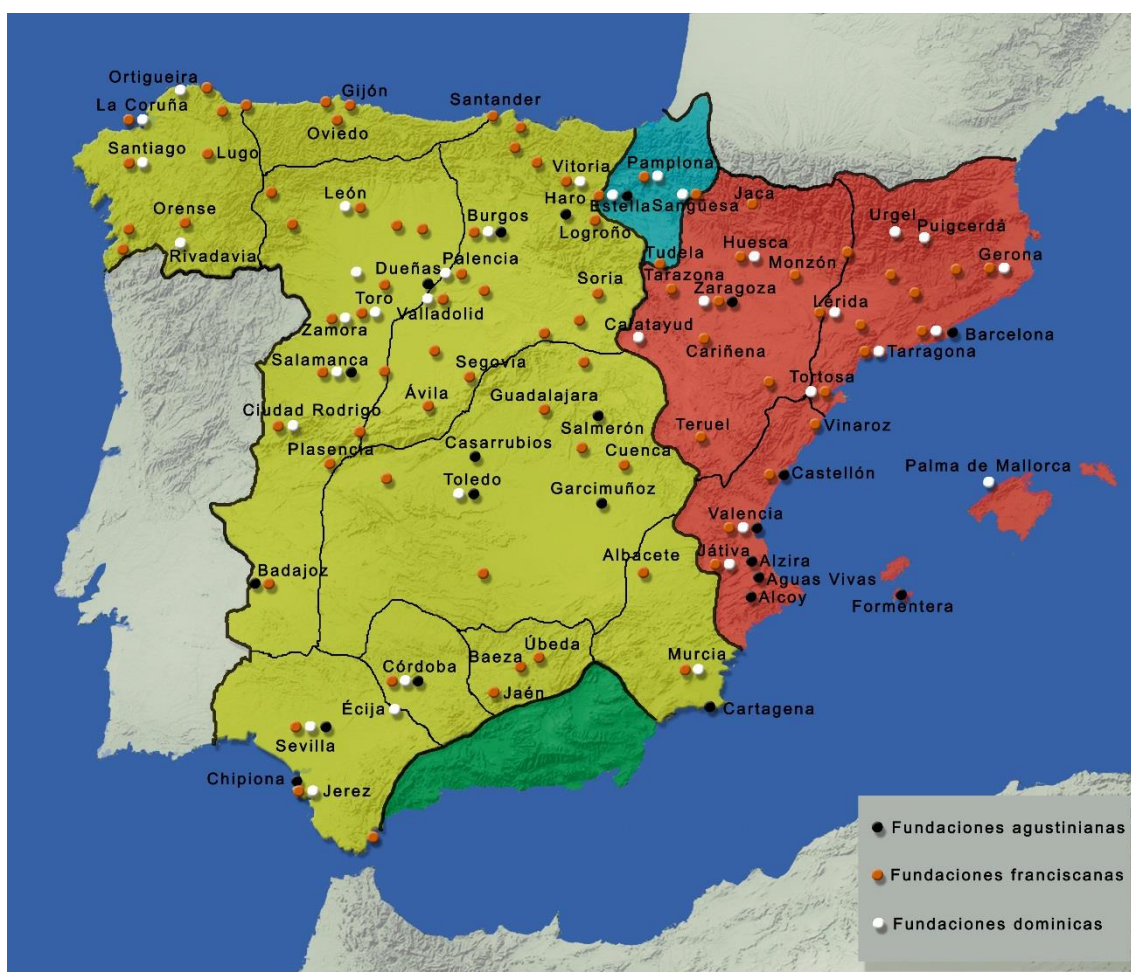 Ortigueira
Gijón
La Coruña
Santander
Oviedo
Santiago
Lugo
Vitoria
Pamplona
León
Haro
Estella
Sangüesa
Jaca
Orense
Burgos
Urgel
Puigcerdá
Logroño
Rivadavia
Huesca
Tudela
Monzón
Gerona
Dueñas
Palencia
Tarazona
Soria
Zaragoza
Toro
Valladolid
Lérida
Zamora
Calatayud
Barcelona
Cariñena
Tarragona
Salamanca
Segovia
Tortosa
Ávila
Guadalajara
Ciudad Rodrigo
Salmerón
Teruel
Vinaroz
Plasencia
Casarrubios
Cuenca
Palma de Mallorca
Castellón
Toledo
Garcimuñoz
Valencia
Albacete
Játiva
Alzira
Badajoz
Aguas Vivas
Alcoy
Formentera
Úbeda
Córdoba
Baeza
Murcia
Jaén
Écija
Cartagena
Sevilla
Chipiona
Jerez
Fundaciones agustinianas
Fundaciones franciscanas
Fundaciones dominicas